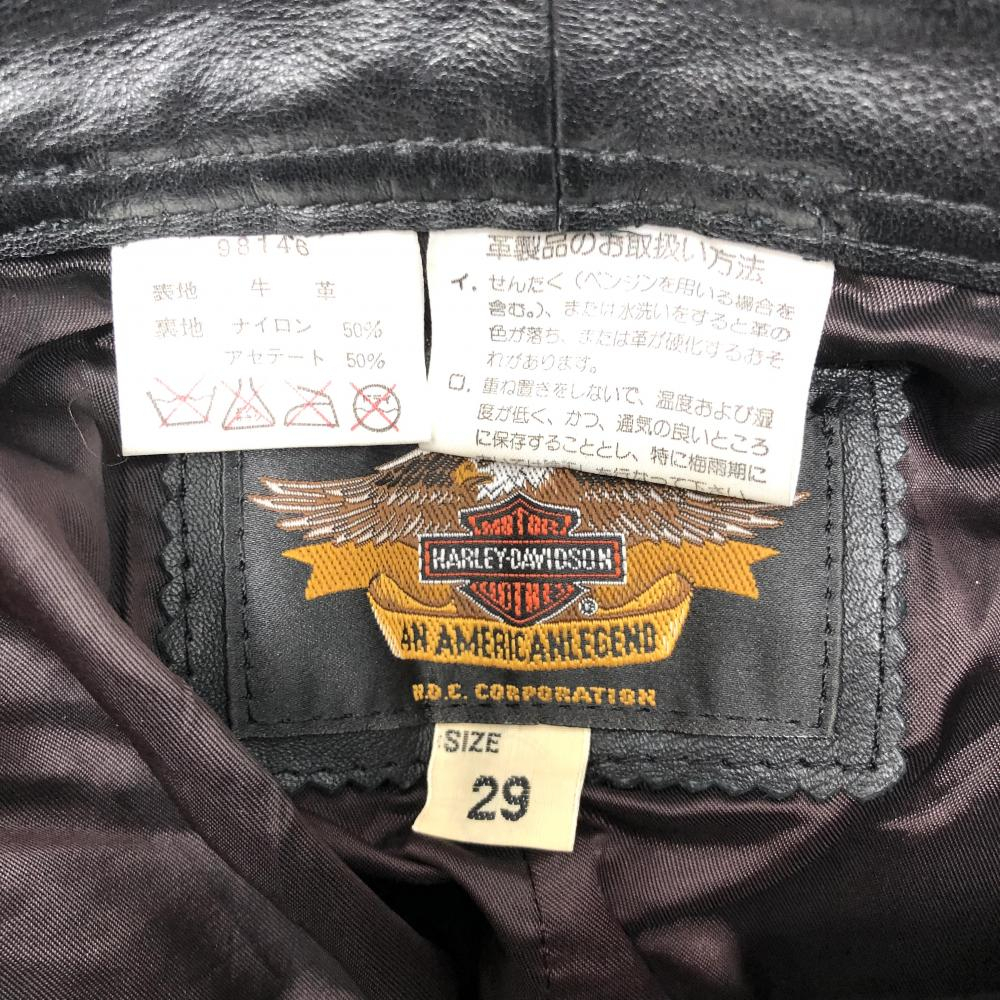 98146
表地 牛 革
裏地 ナイロン 50%
アセテート 50%
革製品のお取扱い方法
イ. せんたく（ベンジンを用いる場合を
含む。）、または水洗いをすると革の
色が落ち、または革が硬化するおそ
れがあります。
ロ. 重ね置きをしないで、温度および湿
度が低く、かつ、通気の良いところ
に保存することとし、特に梅雨期に
MOTOR
HARLEY-DAVIDSON
®
AN AMERICAN LEGEND
H.D.E. CORPORATION
SIZE
29